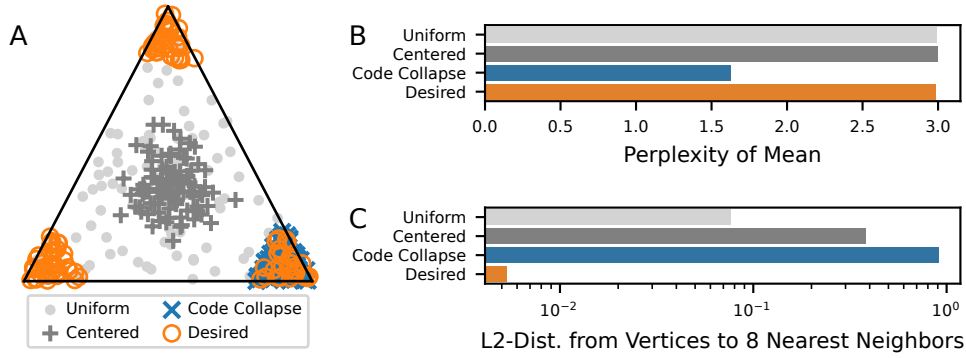 A
Uniform
Code Collapse
Centered
Desired
B
Uniform
Centered
Code Collapse
Desired
0.0 0.5 1.0 1.5 2.0 2.5 3.0
Perplexity of Mean
C
Uniform
Centered
Code Collapse
Desired
10⁻² 10⁻¹ 10⁰
L2-Dist. from Vertices to 8 Nearest Neighbors